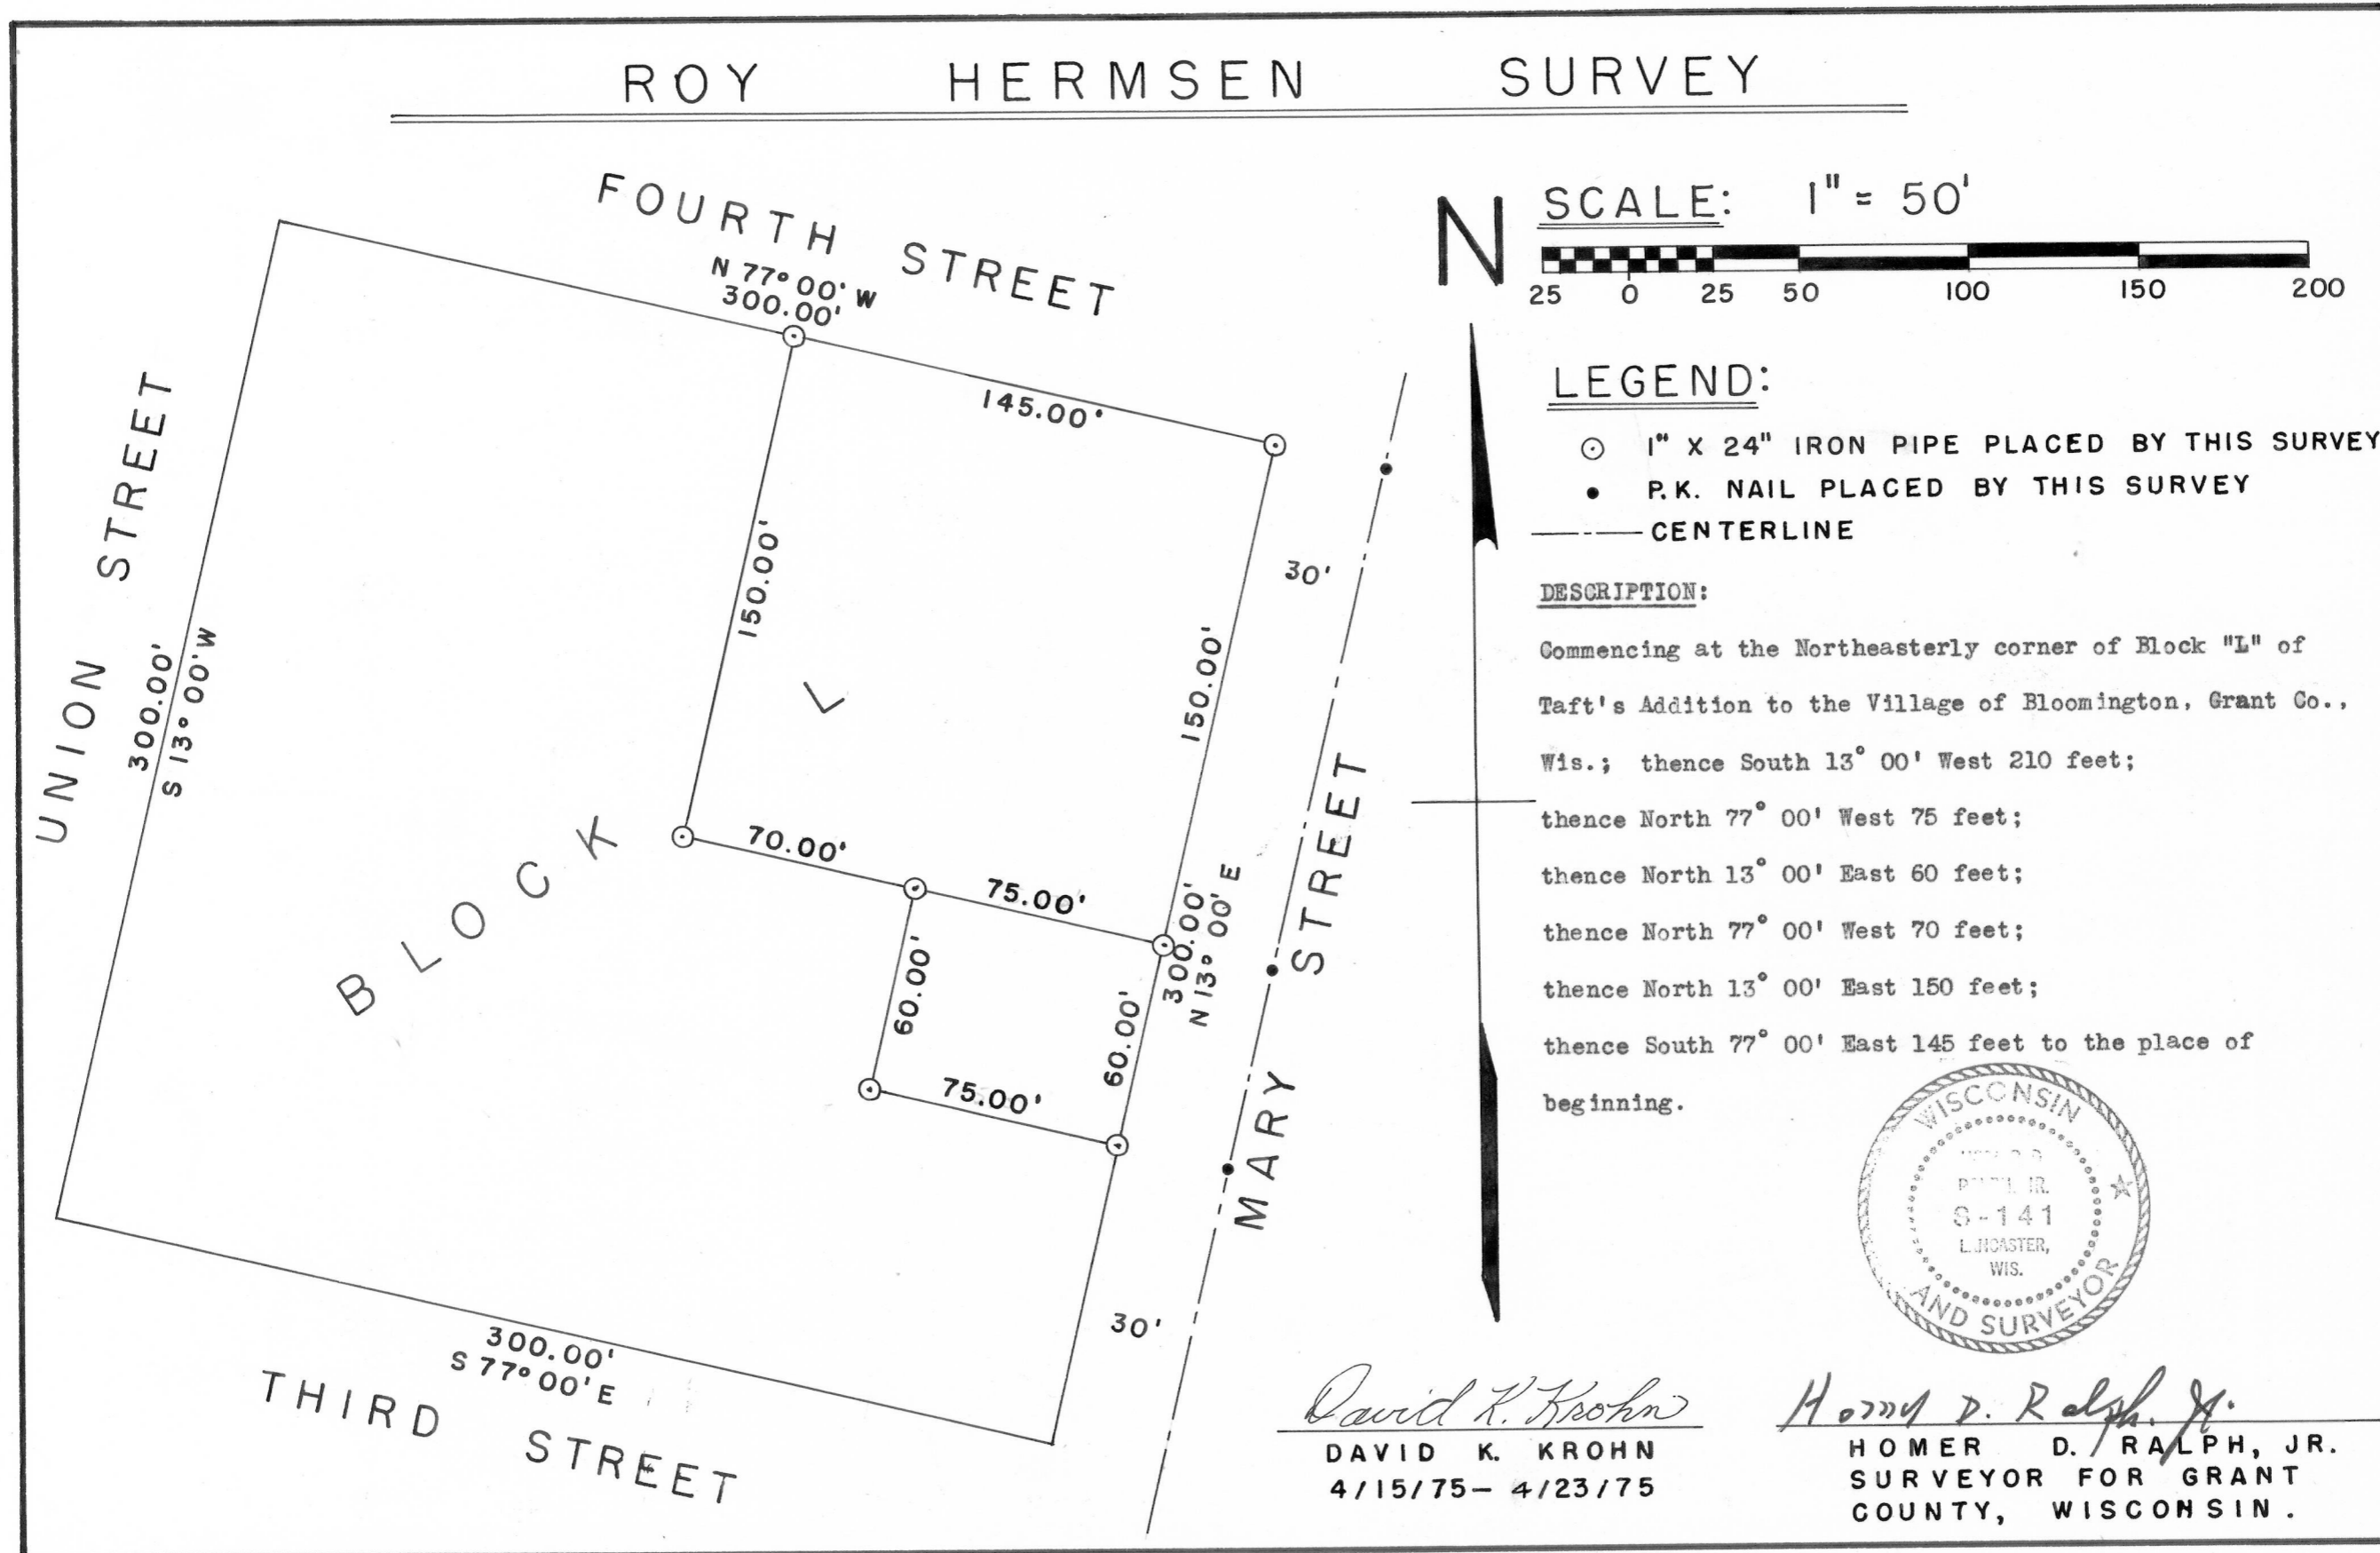 ROY HERMSEN SURVEY
FOURTH STREET
N 77° 00' W
300.00'
145.00'
UNION STREET
300.00'
S 13° 00' W
150.00'
150.00'
30'
BLOCK L
70.00'
75.00'
300.00'
N 13° 00' E
60.00'
60.00'
75.00'
MARY STREET
30'
300.00'
S 77° 00' E
THIRD STREET
N
SCALE: 1" = 50'
25 0 25 50 100 150 200
LEGEND:
1" X 24" IRON PIPE PLACED BY THIS SURVEY
P.K. NAIL PLACED BY THIS SURVEY
CENTERLINE
DESCRIPTION:
Commencing at the Northeasterly corner of Block "L" of
Taft's Addition to the Village of Bloomington, Grant Co.,
Wis.; thence South 13° 00' West 210 feet;
thence North 77° 00' West 75 feet;
thence North 13° 00' East 60 feet;
thence North 77° 00' West 70 feet;
thence North 13° 00' East 150 feet;
thence South 77° 00' East 145 feet to the place of
beginning.
WISCONSIN
JR.
S-141
LANCASTER,
WIS.
AND SURVEYOR
David K. Krohn
DAVID K. KROHN
4/15/75 - 4/23/75
Homer D. Ralph, Jr.
HOMER D. RALPH, JR.
SURVEYOR FOR GRANT
COUNTY, WISCONSIN.